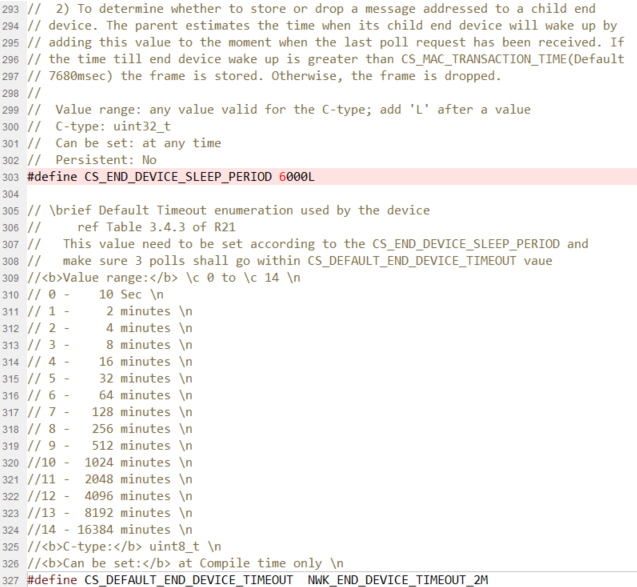 293 //  2) To determine whether to store or drop a message addressed to a child end
294 // device. The parent estimates the time when its child end device will wake up by
295 // adding this value to the moment when the last poll request has been received. If
296 // the time till end device wake up is greater than CS_MAC_TRANSACTION_TIME(Default
297 // 7680msec) the frame is stored. Otherwise, the frame is dropped.
298 //
299 //  Value range: any value valid for the C-type; add 'L' after a value
300 //  C-type: uint32_t
301 //  Can be set: at any time
302 //  Persistent: No
303 #define CS_END_DEVICE_SLEEP_PERIOD 6000L
304
305 // \brief Default Timeout enumeration used by the device
306 //     ref Table 3.4.3 of R21
307 //   This value need to be set according to the CS_END_DEVICE_SLEEP_PERIOD and
308 //   make sure 3 polls shall go within CS_DEFAULT_END_DEVICE_TIMEOUT vaue
309 //<b>Value range:</b> \c 0 to \c 14 \n
310 // 0 -    10 Sec \n
311 // 1 -     2 minutes \n
312 // 2 -     4 minutes \n
313 // 3 -     8 minutes \n
314 // 4 -    16 minutes \n
315 // 5 -    32 minutes \n
316 // 6 -    64 minutes \n
317 // 7 -   128 minutes \n
318 // 8 -   256 minutes \n
319 // 9 -   512 minutes \n
320 //10 -  1024 minutes \n
321 //11 -  2048 minutes \n
322 //12 -  4096 minutes \n
323 //13 -  8192 minutes \n
324 //14 - 16384 minutes \n
325 //<b>C-type:</b> uint8_t \n
326 //<b>Can be set:</b> at Compile time only \n
327 #define CS_DEFAULT_END_DEVICE_TIMEOUT  NWK_END_DEVICE_TIMEOUT_2M